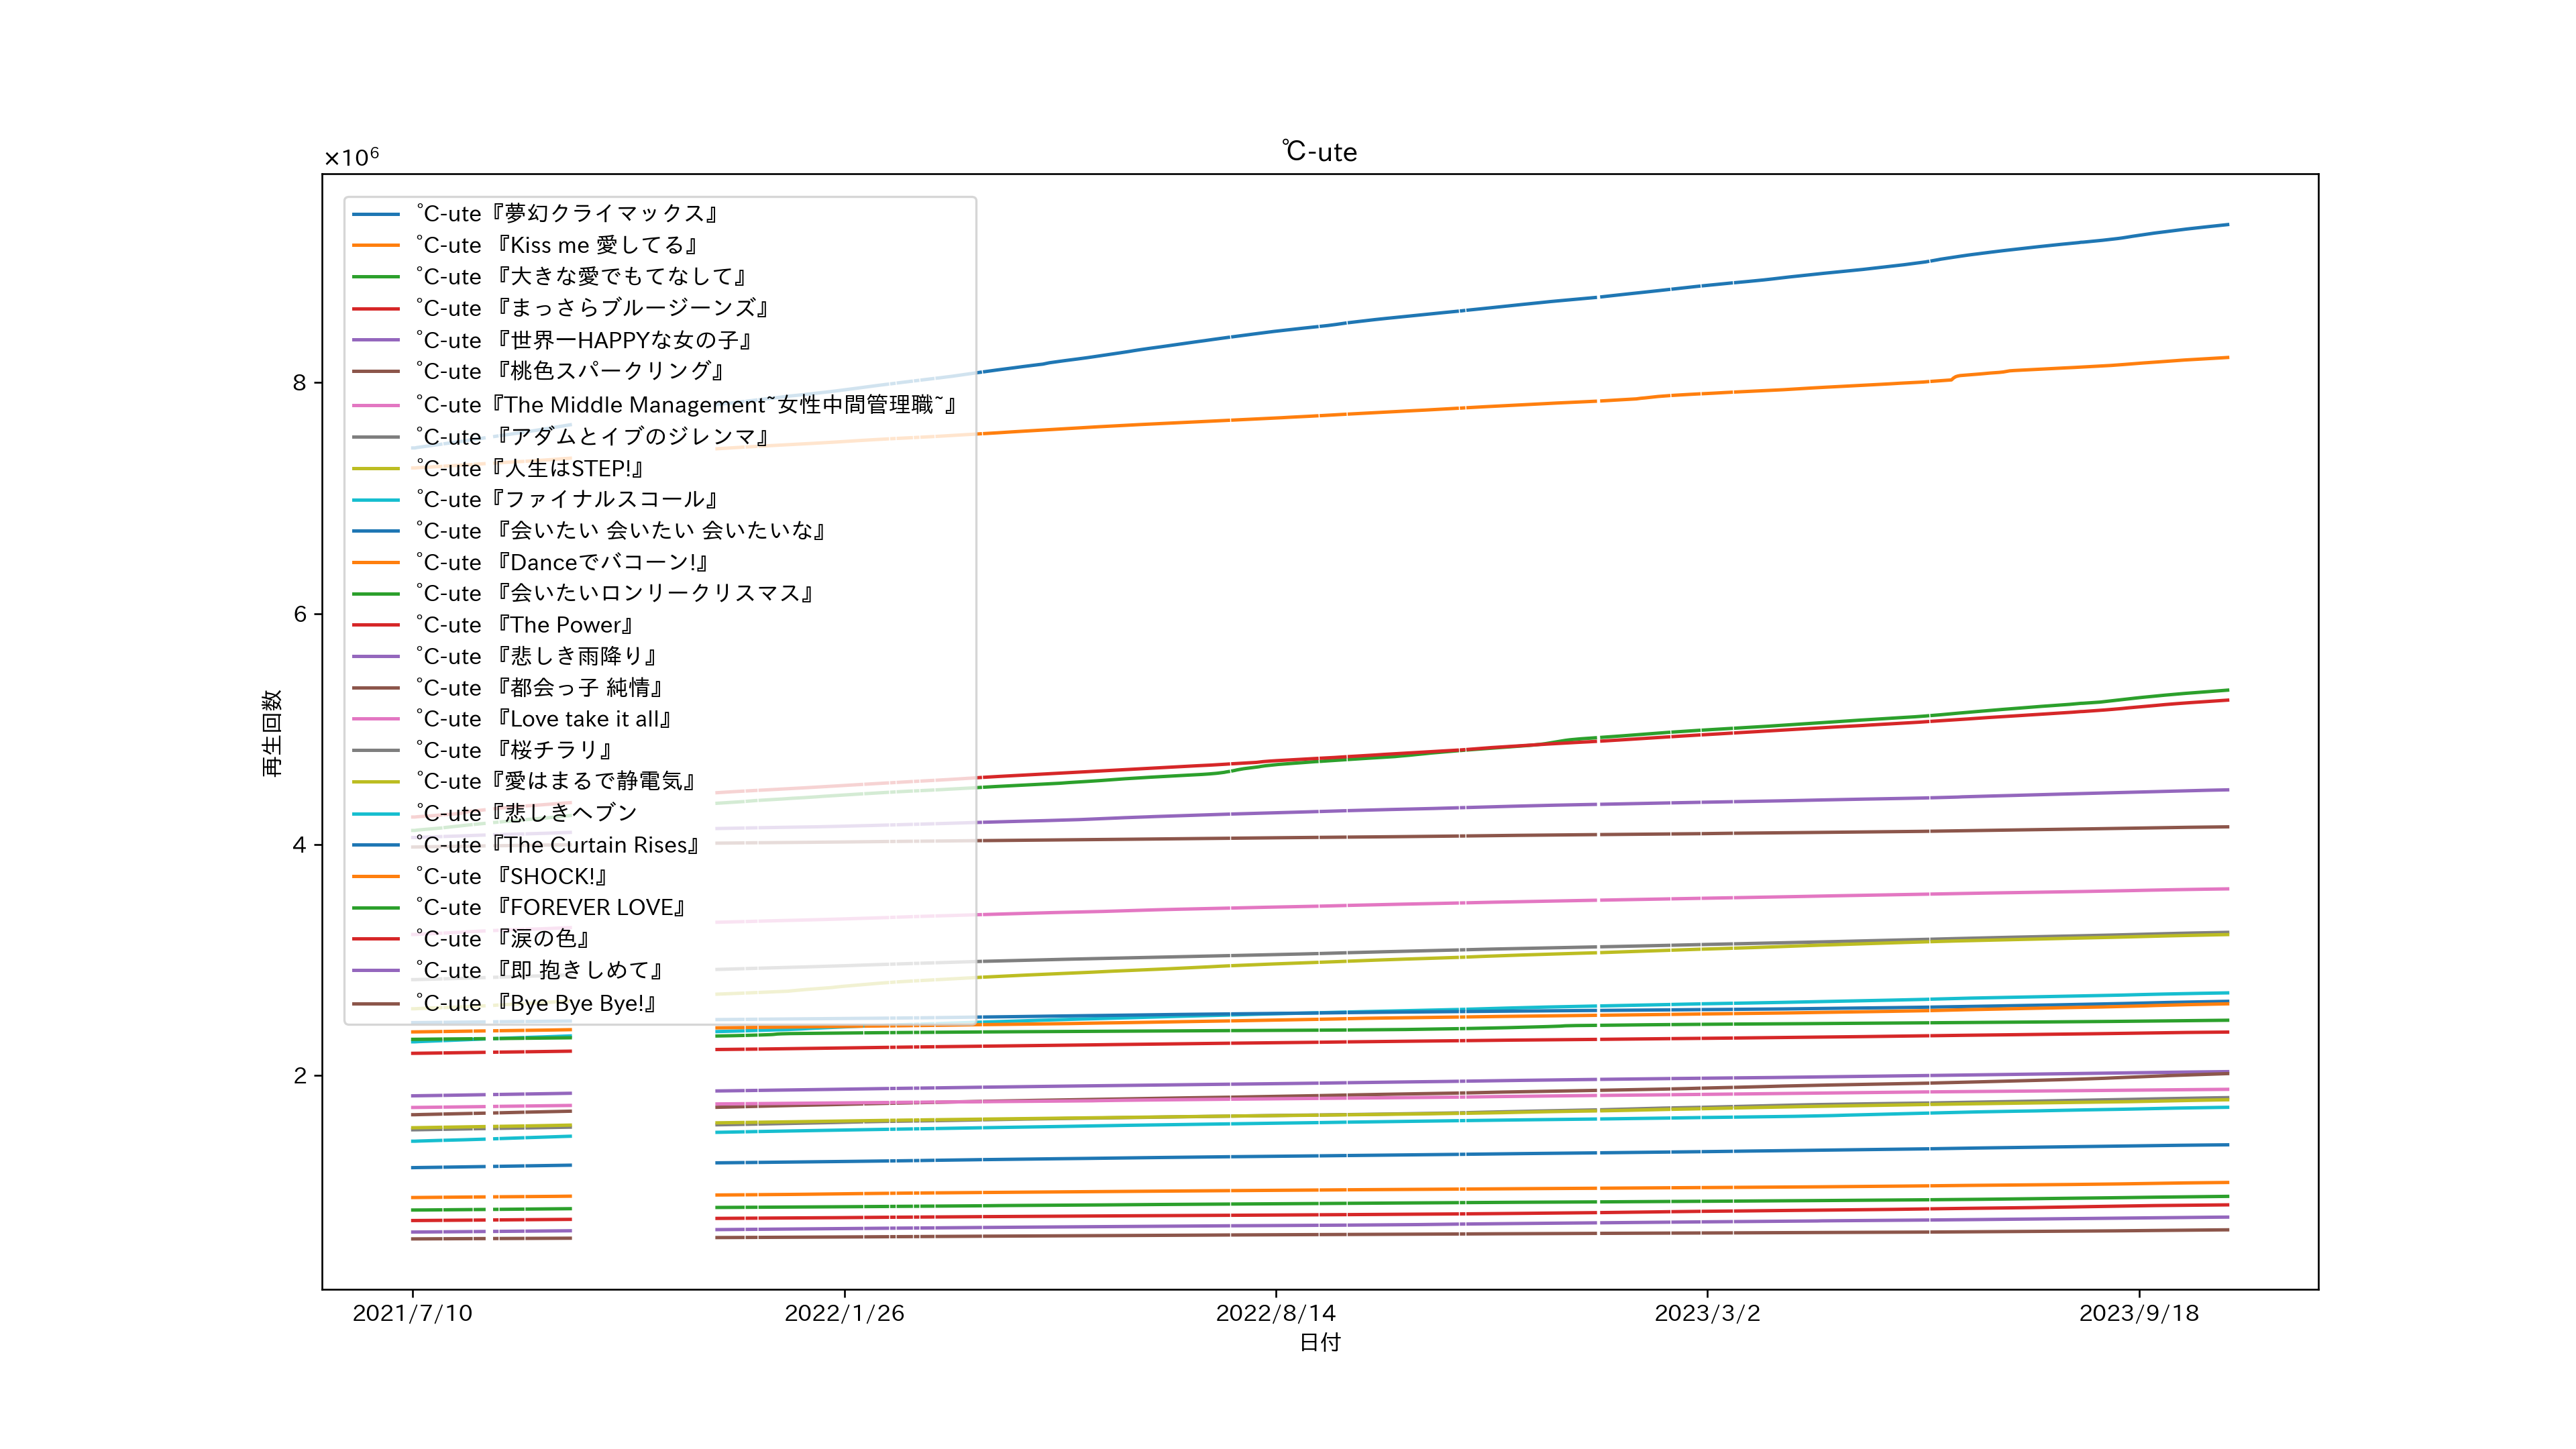 ℃-ute
×10⁶
°C-ute『夢幻クライマックス』
°C-ute 『Kiss me 愛してる』
°C-ute 『大きな愛でもてなして』
°C-ute 『まっさらブルージーンズ』
°C-ute 『世界一HAPPYな女の子』
°C-ute 『桃色スパークリング』
°C-ute『The Middle Management~女性中間管理職~』
°C-ute『アダムとイブのジレンマ』
°C-ute『人生はSTEP!』
°C-ute『ファイナルスコール』
°C-ute 『会いたい 会いたい 会いたいな』
°C-ute 『Danceでバコーン!』
°C-ute 『会いたいロンリークリスマス』
°C-ute 『The Power』
°C-ute 『悲しき雨降り』
°C-ute 『都会っ子 純情』
°C-ute 『Love take it all』
°C-ute 『桜チラリ』
°C-ute『愛はまるで静電気』
°C-ute『悲しきヘブン
°C-ute『The Curtain Rises』
°C-ute 『SHOCK!』
°C-ute 『FOREVER LOVE』
°C-ute 『涙の色』
°C-ute 『即 抱きしめて』
°C-ute 『Bye Bye Bye!』
8
6
4
2
再生回数
2021/7/10
2022/1/26
2022/8/14
2023/3/2
2023/9/18
日付